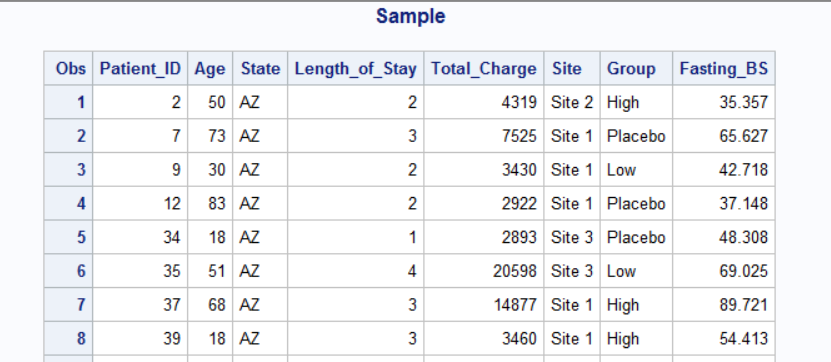 Sample
Obs Patient_ID Age State Length_of_Stay Total_Charge Site Group Fasting_BS
1 2 50 AZ 2 4319 Site 2 High 35.357
2 7 73 AZ 3 7525 Site 1 Placebo 65.627
3 9 30 AZ 2 3430 Site 1 Low 42.718
4 12 83 AZ 2 2922 Site 1 Placebo 37.148
5 34 18 AZ 1 2893 Site 3 Placebo 48.308
6 35 51 AZ 4 20598 Site 3 Low 69.025
7 37 68 AZ 3 14877 Site 1 High 89.721
8 39 18 AZ 3 3460 Site 1 High 54.413